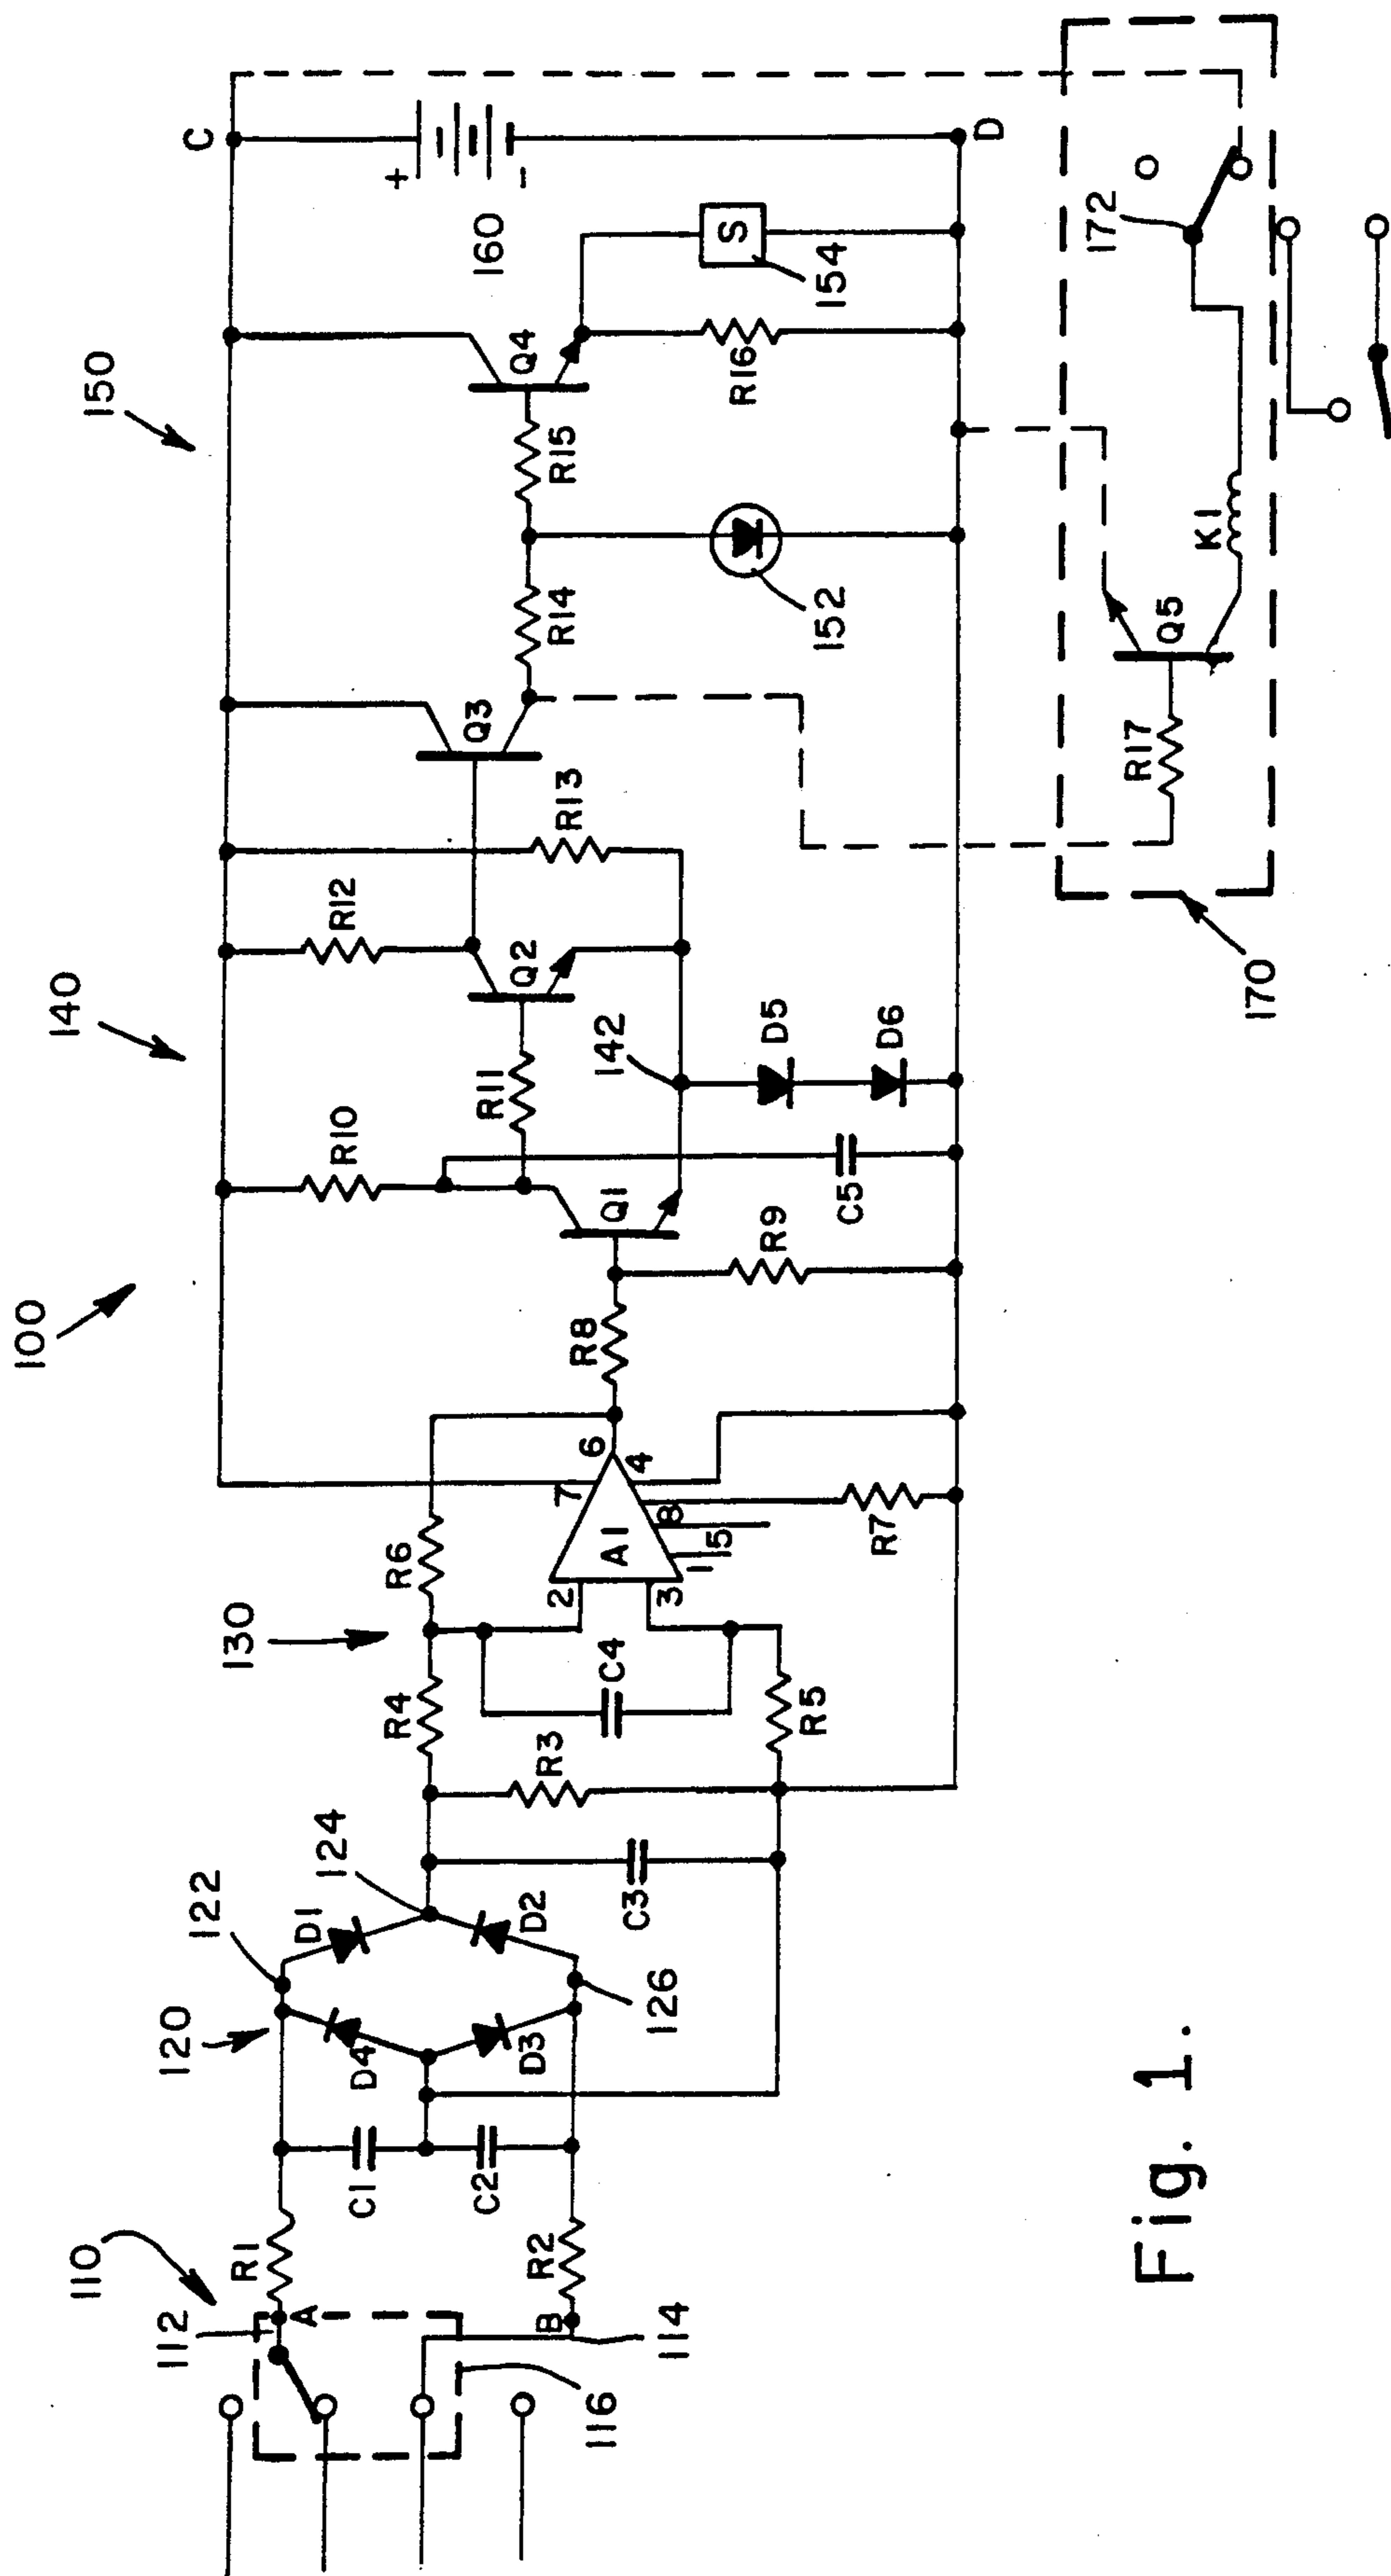 100
110
112
A
B
114
116
R1
R2
C1
C2
120
122
D1
D4
D3
D2
124
126
C3
R3
R4
R5
C4
130
R6
2
3
A1
7
6
4
8
5
1
R7
R8
R9
140
R10
Q1
C5
R11
Q2
142
D5
D6
R12
R13
Q3
150
R14
R15
152
Q4
R16
S
154
160
+
-
C
D
170
R17
Q5
K1
172
Fig. 1.